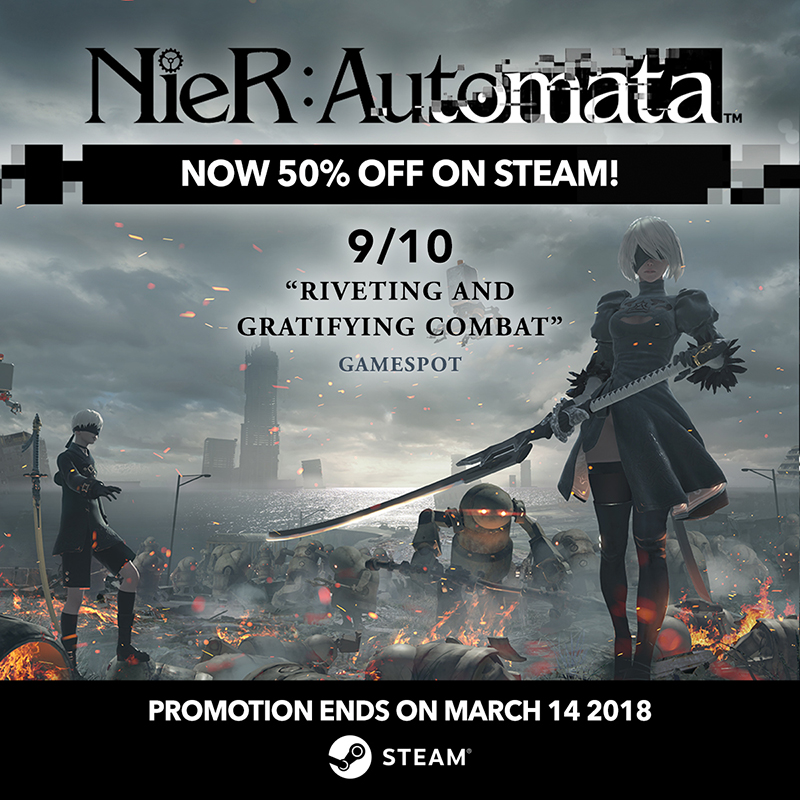 NieR:Automata™
NOW 50% OFF ON STEAM!
9/10
“RIVETING AND
GRATIFYING COMBAT”
GAMESPOT
PROMOTION ENDS ON MARCH 14 2018
STEAM®